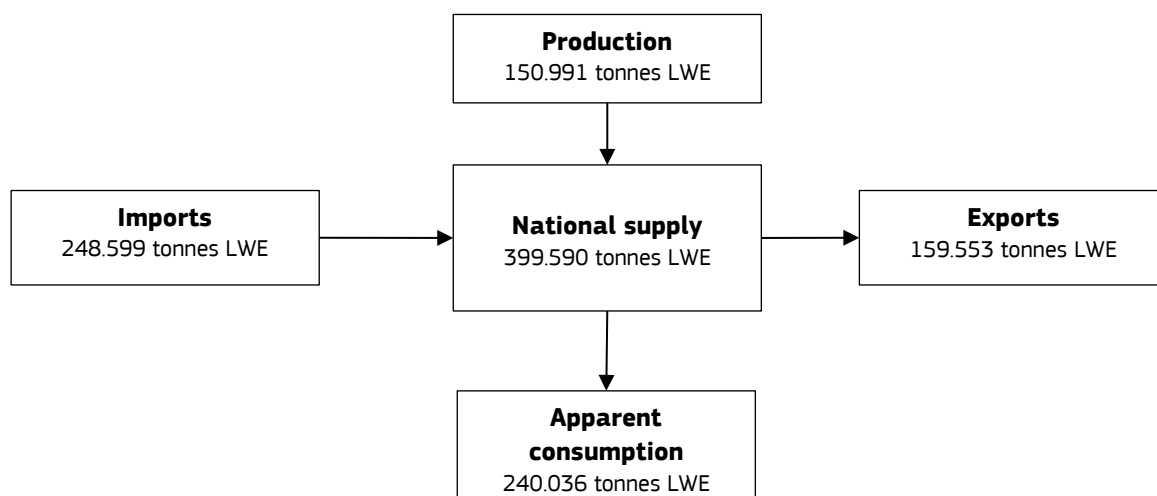 Production
150.991 tonnes LWE
Imports
248.599 tonnes LWE
National supply
399.590 tonnes LWE
Exports
159.553 tonnes LWE
Apparent
consumption
240.036 tonnes LWE